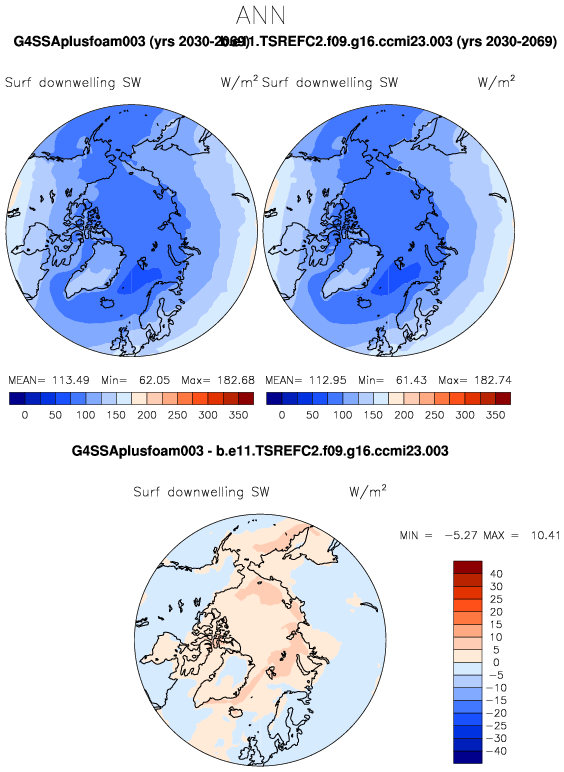 ANN
G4SSAplusfoam003 (yrs 2030-2069) b.e11.TSREFC2.f09.g16.ccmi23.003 (yrs 2030-2069)
Surf downwelling SW W/m² Surf downwelling SW W/m²
MEAN= 113.49 Min= 62.05 Max= 182.68 MEAN= 112.95 Min= 61.43 Max= 182.74
0 50 100 150 200 250 300 350 0 50 100 150 200 250 300 350
G4SSAplusfoam003 - b.e11.TSREFC2.f09.g16.ccmi23.003
Surf downwelling SW W/m²
MIN = -5.27 MAX = 10.41
40
30
25
20
15
10
5
0
-5
-10
-15
-20
-25
-30
-40